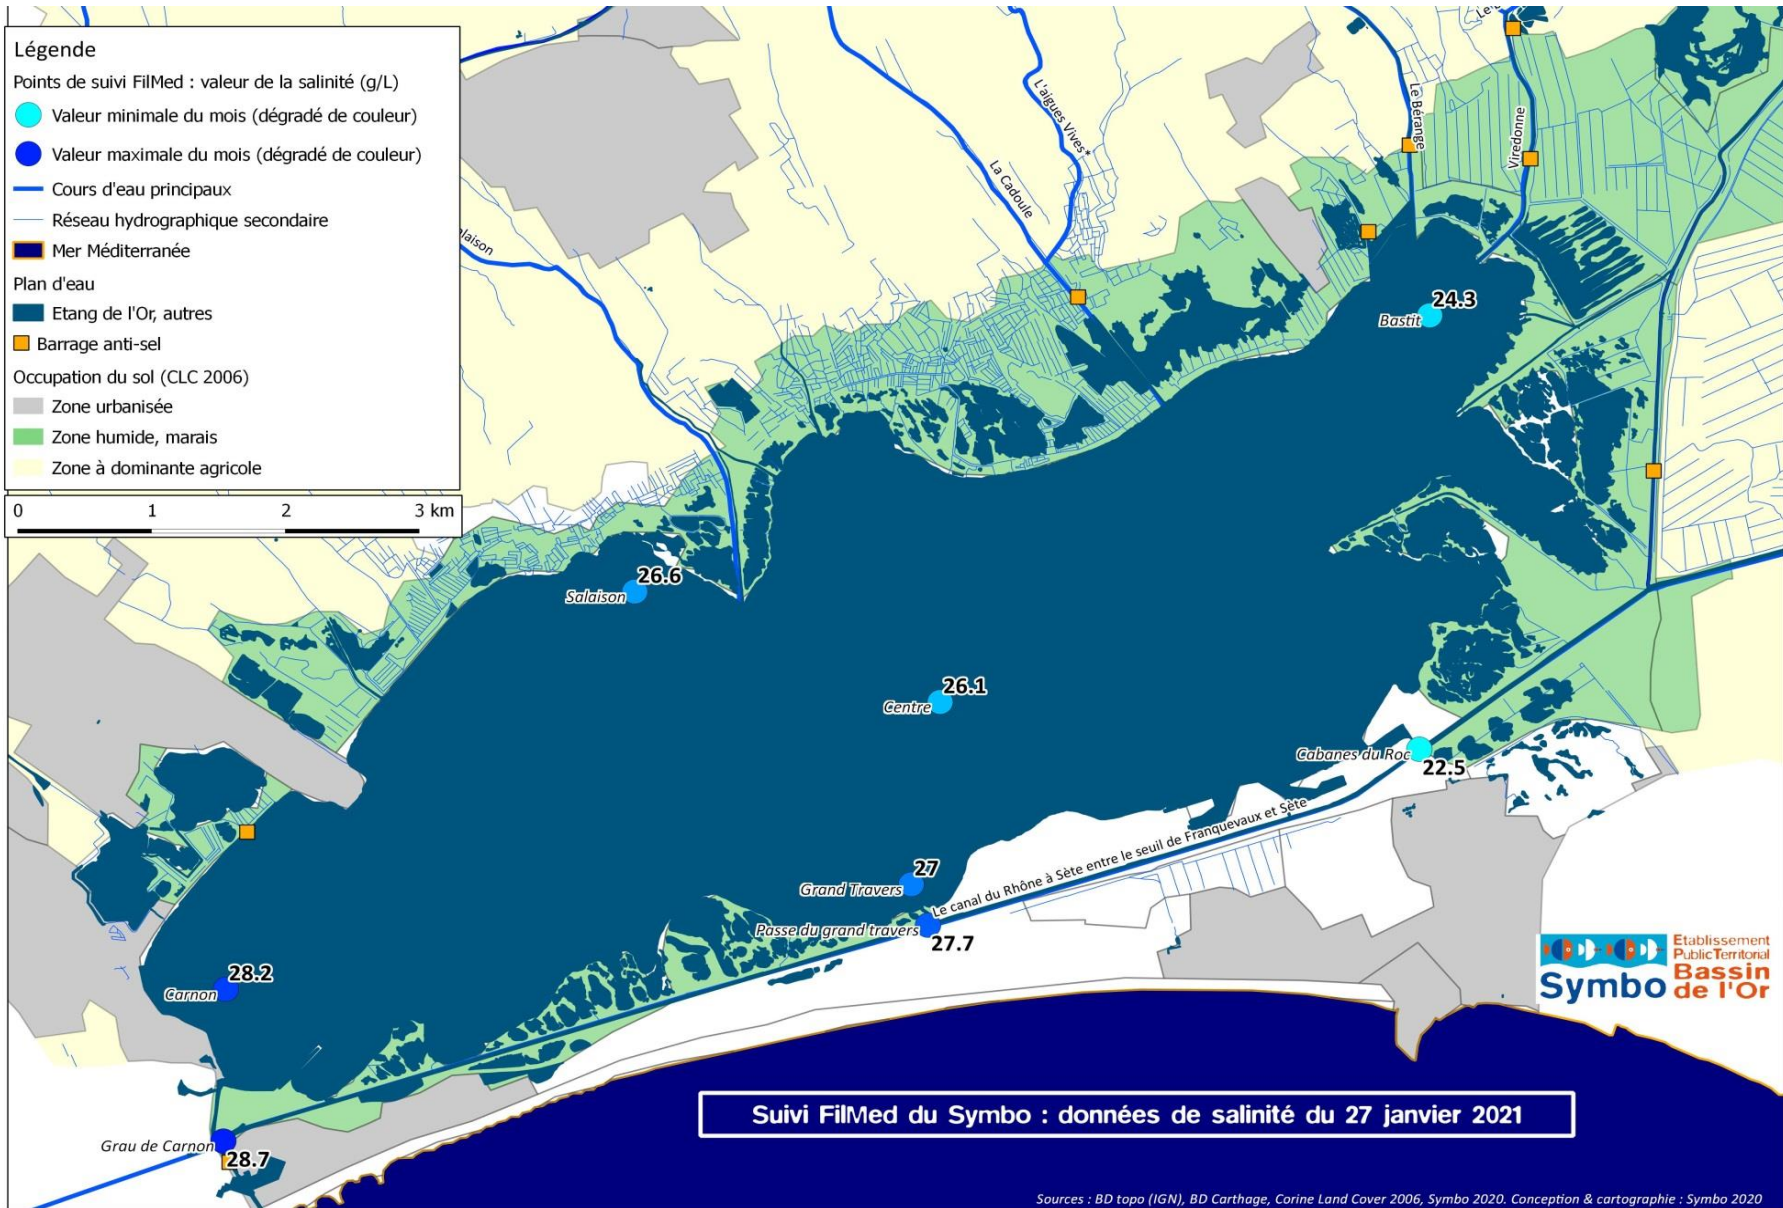 Légende
Points de suivi FilMed : valeur de la salinité (g/L)
Valeur minimale du mois (dégradé de couleur)
Valeur maximale du mois (dégradé de couleur)
Cours d'eau principaux
Réseau hydrographique secondaire
Mer Méditerranée
Plan d'eau
Etang de l'Or, autres
Barrage anti-sel
Occupation du sol (CLC 2006)
Zone urbanisée
Zone humide, marais
Zone à dominante agricole
0 1 2 3 km
alaison
La Cadoule
L'aigues Vives*
Le Bérange
Viredonne
24.3
Bastit
26.6
Salaison
26.1
Centre
Cabanes du Roc
22.5
Le canal du Rhône à Sète entre le seuil de Franquevaux et Sète
27
Grand Travers
Passe du grand travers
27.7
28.2
Carnon
Grau de Carnon
28.7
Symbo
Etablissement
Public Territorial
Bassin
de l'Or
Suivi FilMed du Symbo : données de salinité du 27 janvier 2021
Sources : BD topo (IGN), BD Carthage, Corine Land Cover 2006, Symbo 2020. Conception & cartographie : Symbo 2020